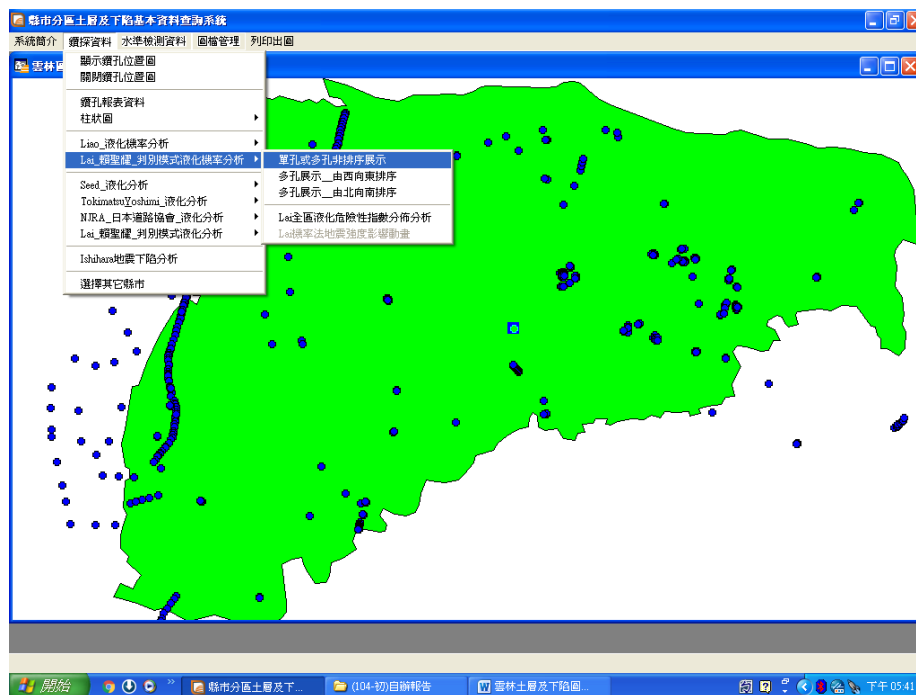 縣市分區土層及下陷基本資料查詢系統
系統簡介 鑽探資料 水準檢測資料 圖檔管理 列印出圖
雲林
顯示鑽孔位置圖
關閉鑽孔位置圖
鑽孔報表資料
柱狀圖
Liao_液化機率分析
Lai_賴聖耀_判別模式液化機率分析
Seed_液化分析
TokimatsuYoshimi_液化分析
NJRA_日本道路協會_液化分析
Lai_賴聖耀_判別模式液化分析
Ishihara地震下陷分析
選擇其它縣市
單孔或多孔非排序展示
多孔展示__由西向東排序
多孔展示__由北向南排序
Lai全區液化危險性指數分佈分析
Lai機率法地震強度影響動畫
開始
縣市分區土層及下...
(104-初)自辦報告
雲林土層及下陷圖...
下午 05:41